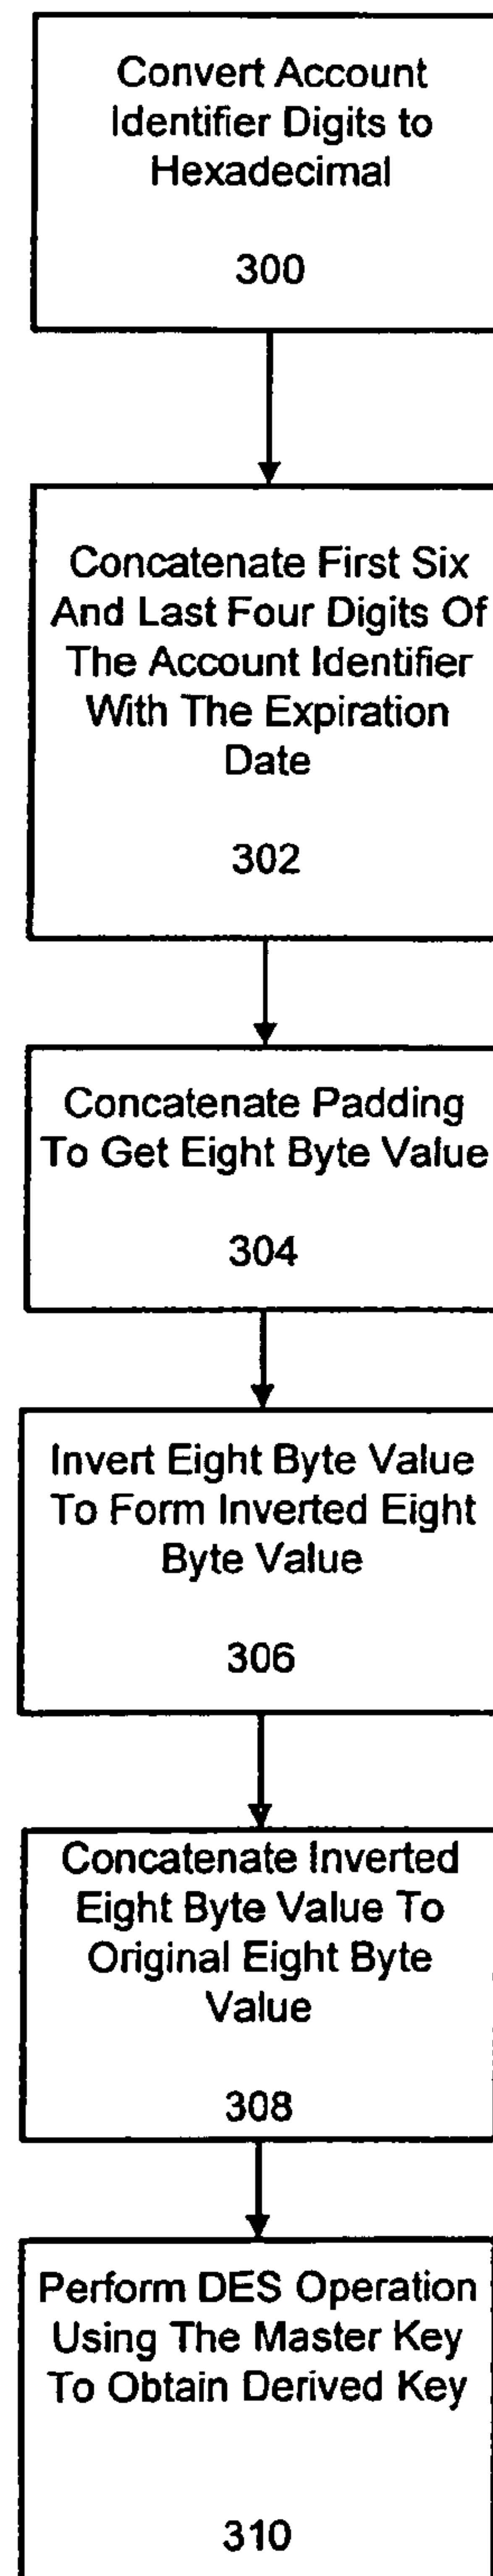 Convert Account
Identifier Digits to
Hexadecimal
300
Concatenate First Six
And Last Four Digits Of
The Account Identifier
With The Expiration
Date
302
Concatenate Padding
To Get Eight Byte Value
304
Invert Eight Byte Value
To Form Inverted Eight
Byte Value
306
Concatenate Inverted
Eight Byte Value To
Original Eight Byte
Value
308
Perform DES Operation
Using The Master Key
To Obtain Derived Key
310